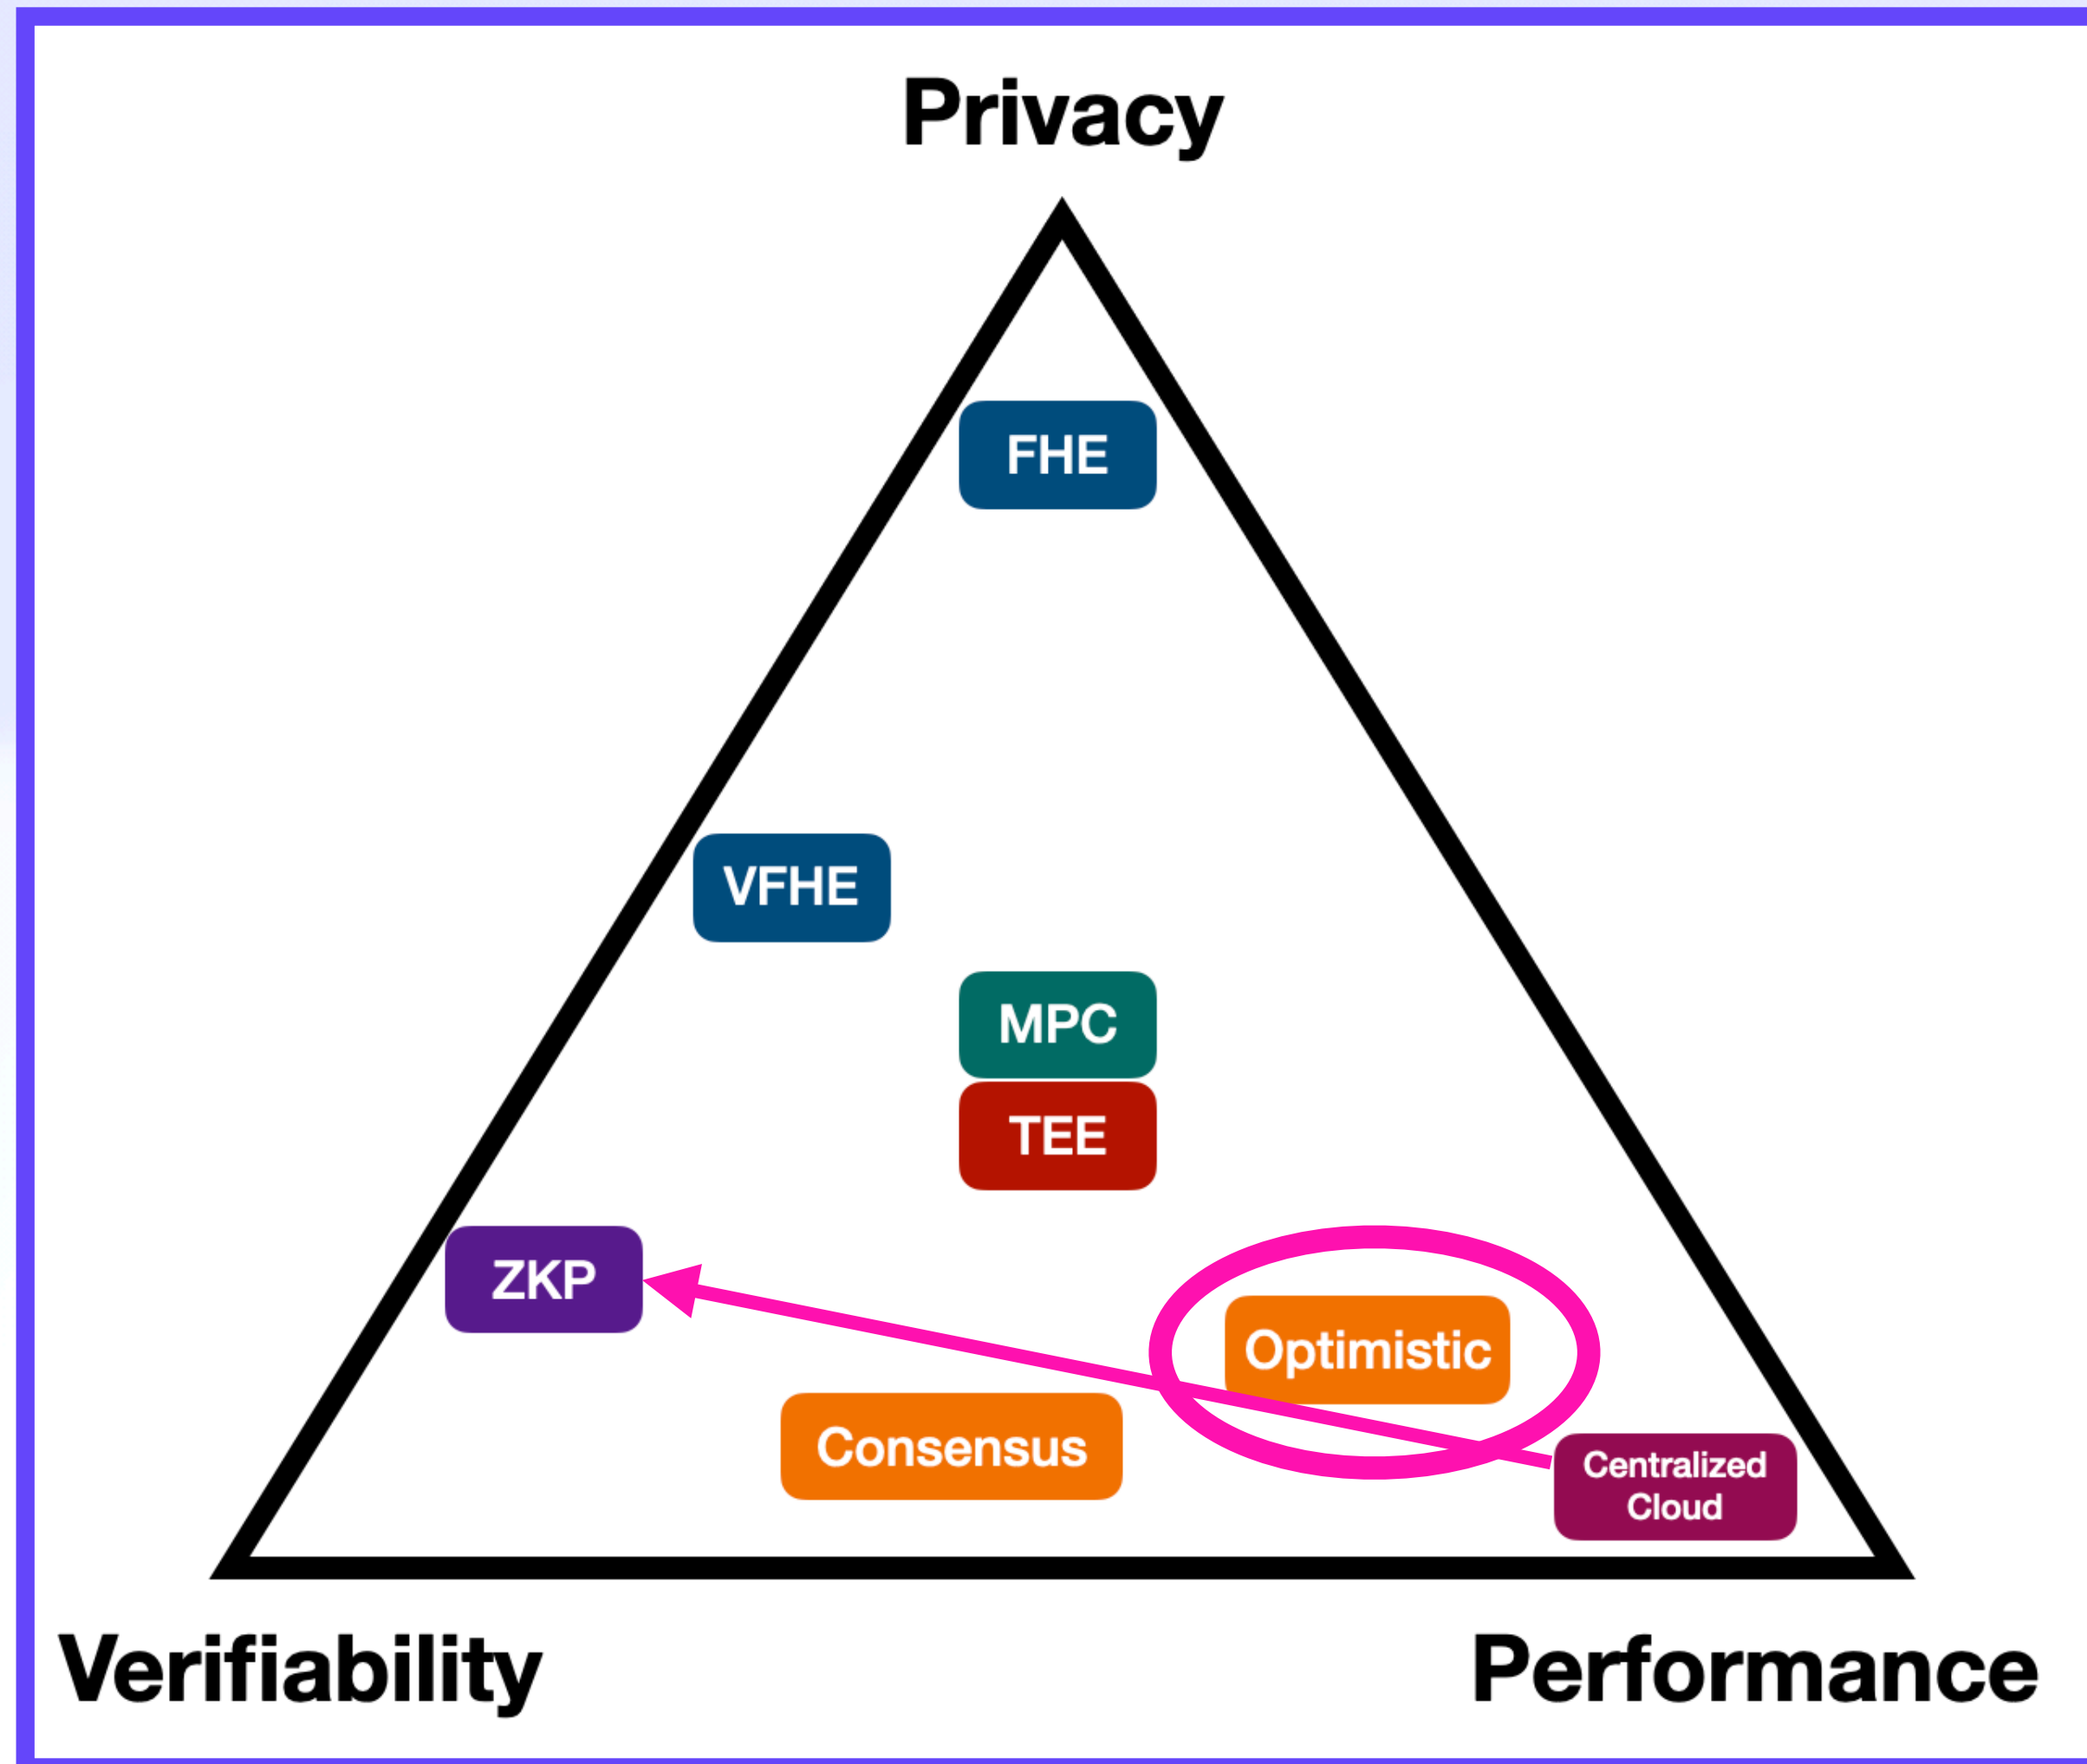 Privacy
FHE
VFHE
MPC
TEE
ZKP
Optimistic
Consensus
Centralized
Cloud
Verifiability
Performance